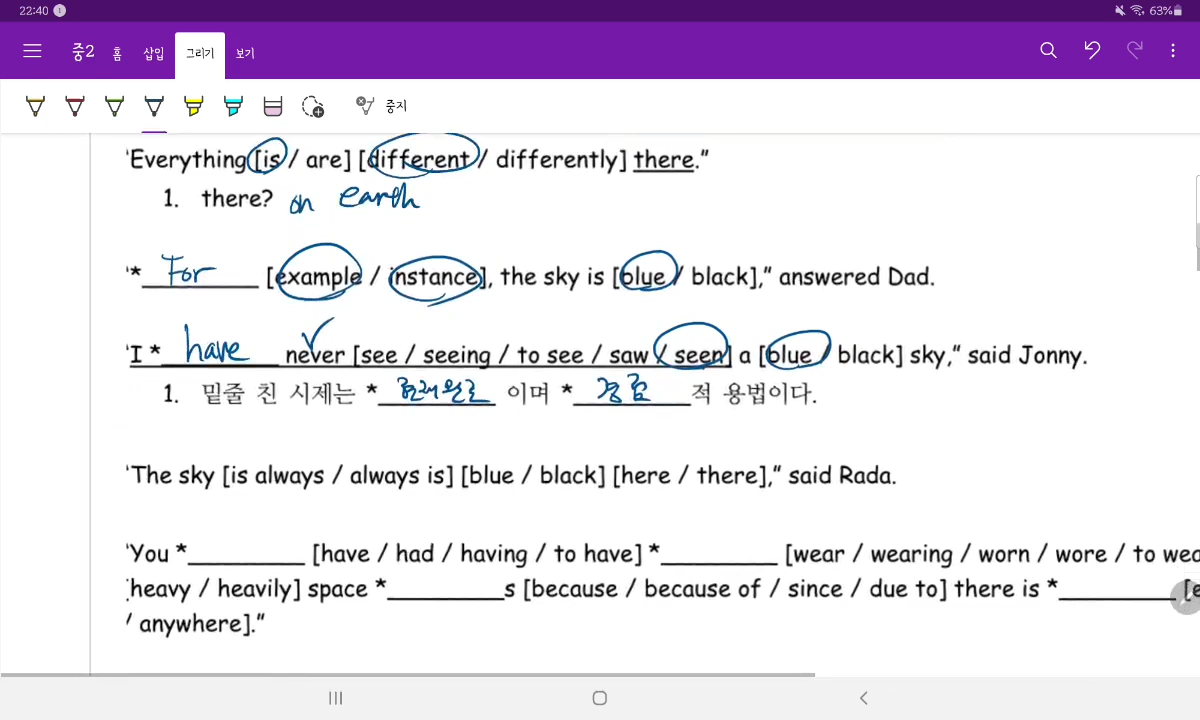 22:40
63%
중2 홈 삽입 그리기 보기
중지
'Everything [is / are] [different / differently] there."
1. there? on earth
'* For [example / instance], the sky is [blue / black]," answered Dad.
'I * have never [see / seeing / to see / saw / seen] a [blue / black] sky," said Jonny.
1. 밑줄 친 시제는 * 현재완료 이며 * 경험 적 용법이다.
'The sky [is always / always is] [blue / black] [here / there]," said Rada.
'You *__________ [have / had / having / to have] *__________ [wear / wearing / worn / wore / to wea
heavy / heavily] space *__________s [because / because of / since / due to] there is *__________ [e
/ anywhere]."